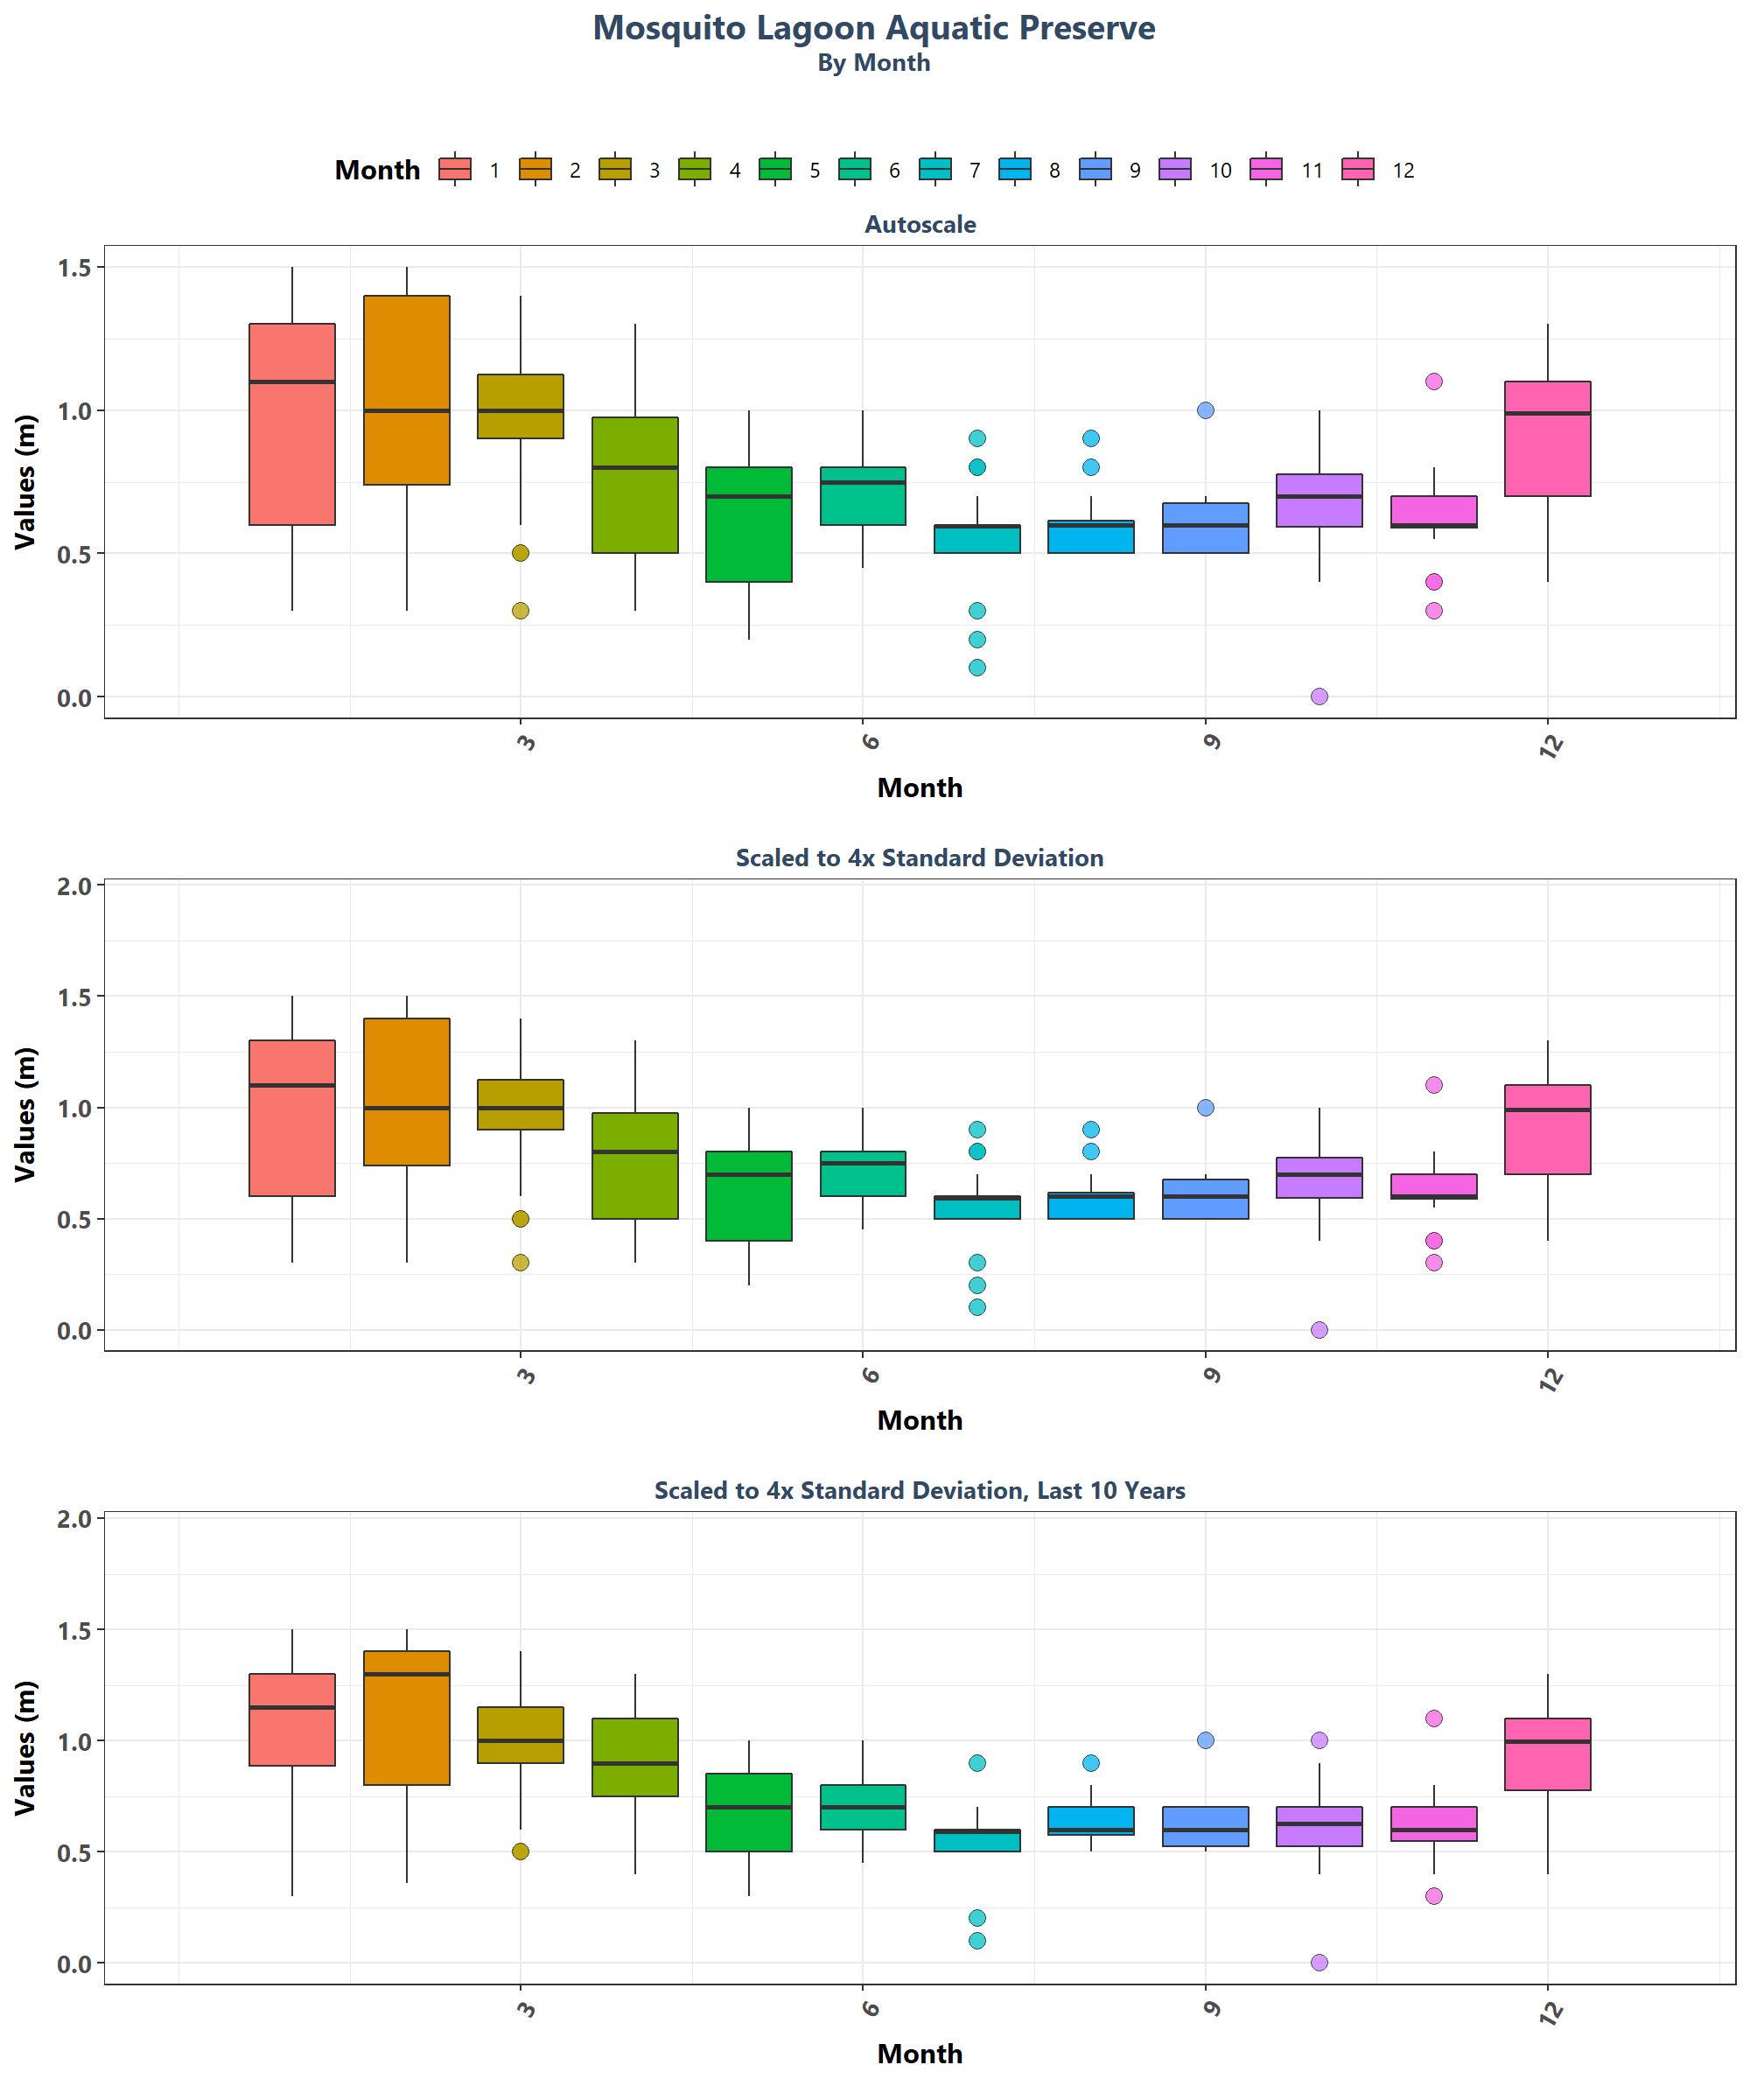 Mosquito Lagoon Aquatic Preserve
By Month
Month 1 2 3 4 5 6 7 8 9 10 11 12
Autoscale
Values (m)
1.5
1.0
0.5
0.0
3 6 9 12
Month
Scaled to 4x Standard Deviation
Values (m)
2.0
1.5
1.0
0.5
0.0
3 6 9 12
Month
Scaled to 4x Standard Deviation, Last 10 Years
Values (m)
2.0
1.5
1.0
0.5
0.0
3 6 9 12
Month